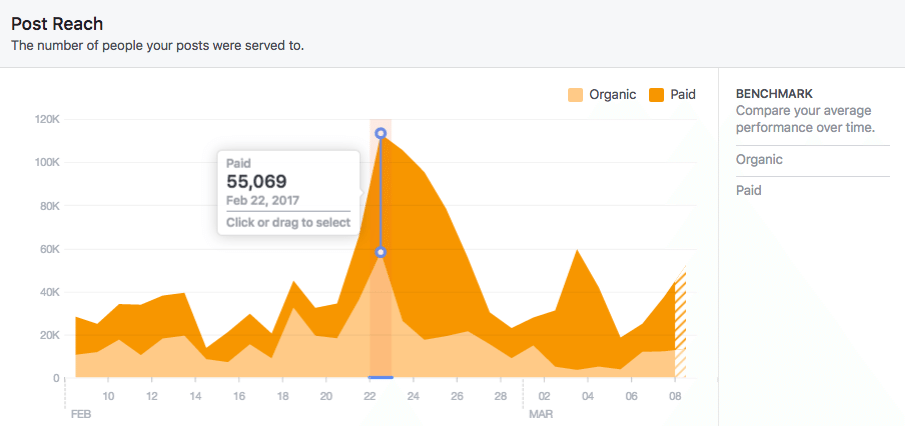 Post Reach
The number of people your posts were served to.
Organic
Paid
BENCHMARK
Compare your average
performance over time.
Organic
Paid
120K
100K
80K
60K
40K
20K
0
Paid
55,069
Feb 22, 2017
Click or drag to select
10 12 14 16 18 20 22 24 26 28 02 04 06 08
FEB MAR